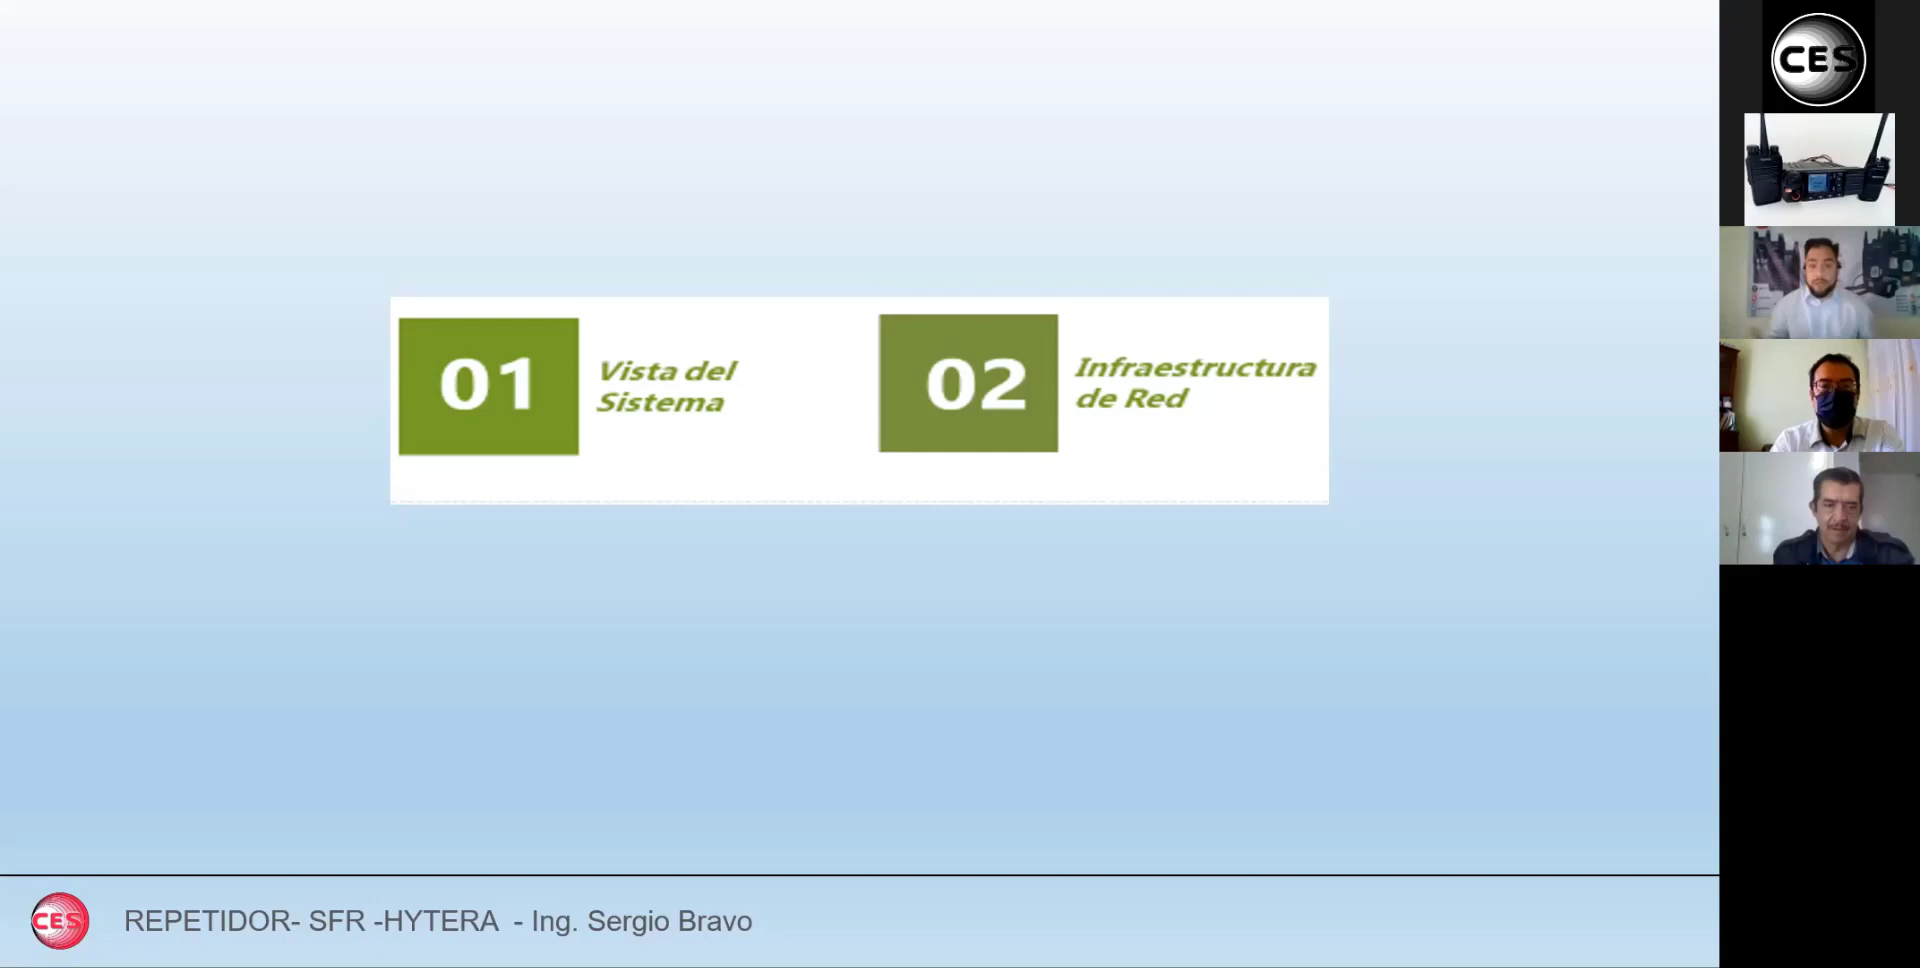 01
Vista del
Sistema
02
Infraestructura
de Red
CES
REPETIDOR- SFR -HYTERA - Ing. Sergio Bravo
CES